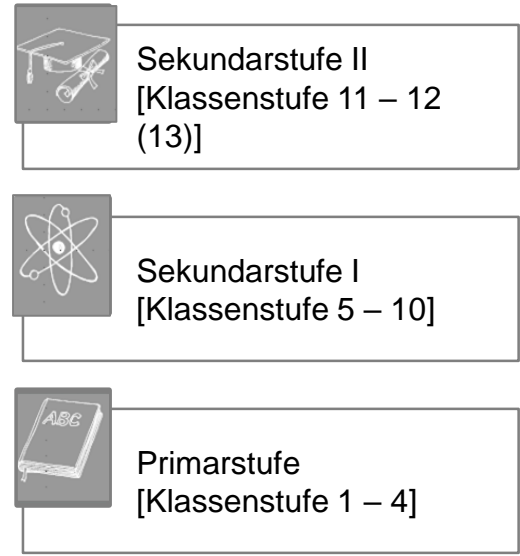 Sekundarstufe II
[Klassenstufe 11 – 12
(13)]
Sekundarstufe I
[Klassenstufe 5 – 10]
ABC
Primarstufe
[Klassenstufe 1 – 4]